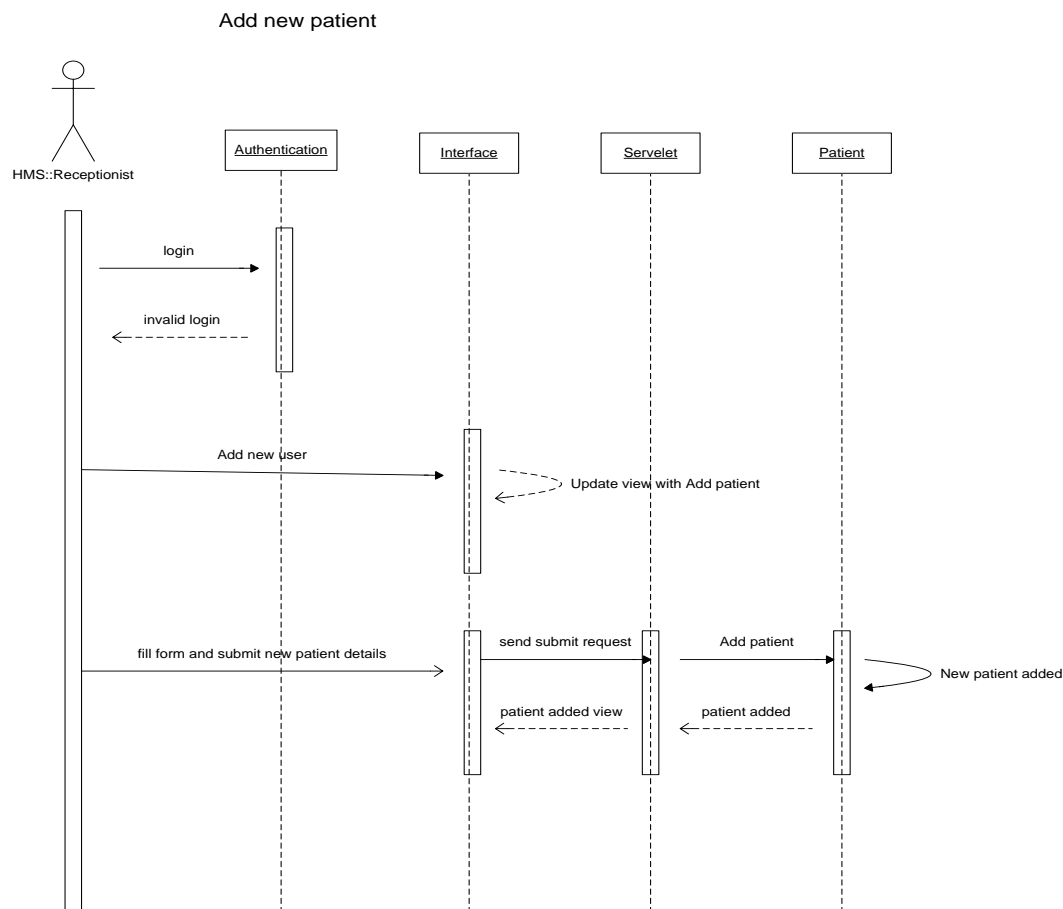 Add new patient
HMS::Receptionist
Authentication
Interface
Servelet
Patient
login
invalid login
Add new user
Update view with Add patient
fill form and submit new patient details
send submit request
Add patient
New patient added
patient added view
patient added